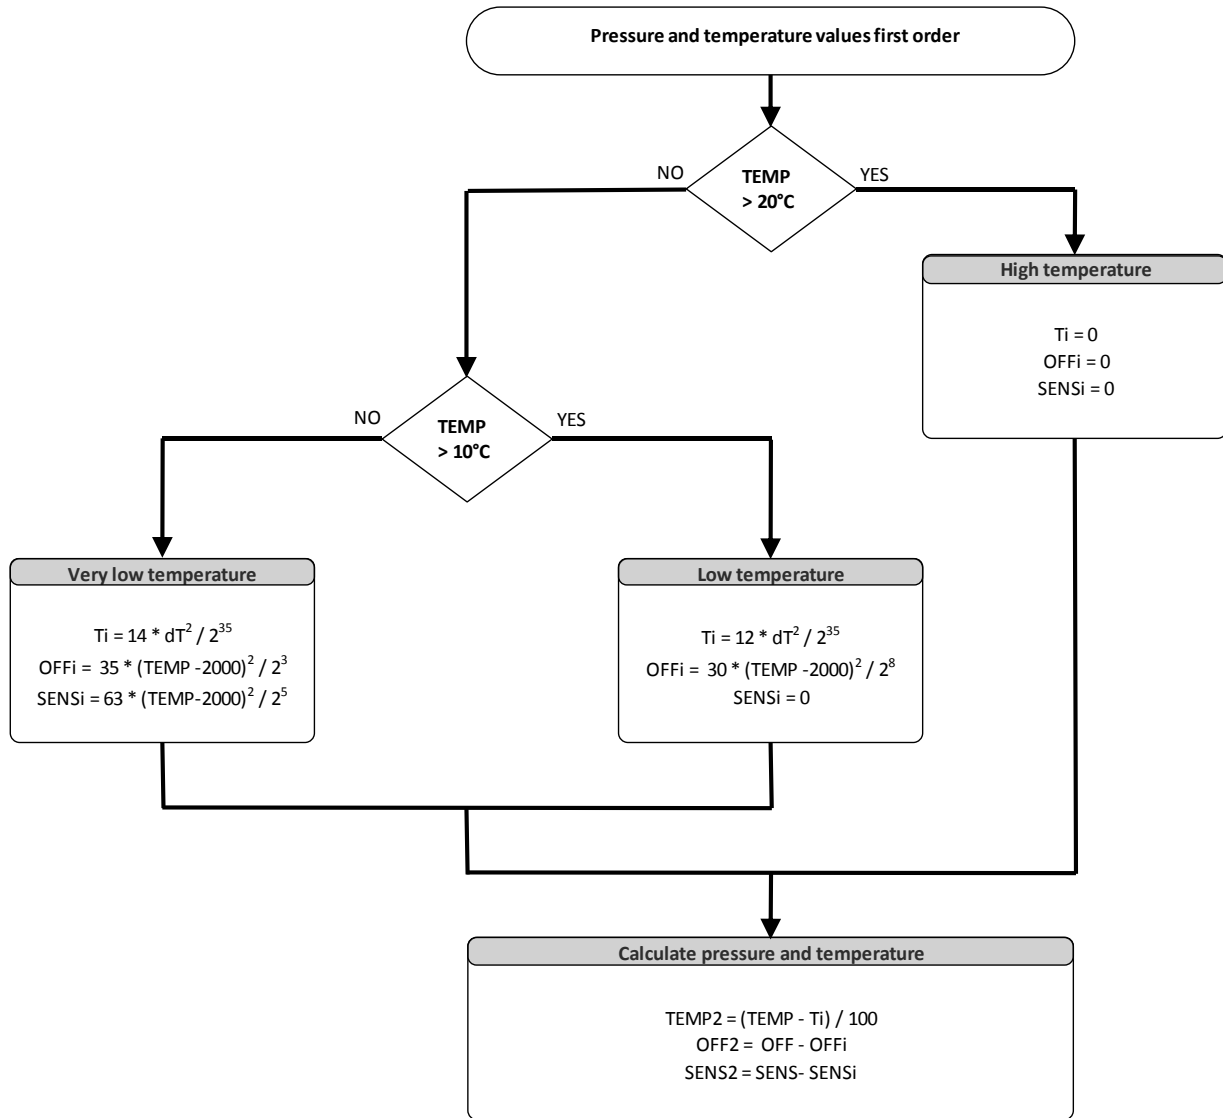 Pressure and temperature values first order
TEMP
> 20°C
NO
YES
High temperature
Ti = 0
OFFi = 0
SENSi = 0
TEMP
> 10°C
NO
YES
Very low temperature
Ti = 14 * dT² / 2³⁵
OFFi = 35 * (TEMP -2000)² / 2³
SENSi = 63 * (TEMP-2000)² / 2⁵
Low temperature
Ti = 12 * dT² / 2³⁵
OFFi = 30 * (TEMP -2000)² / 2⁸
SENSi = 0
Calculate pressure and temperature
TEMP2 = (TEMP - Ti) / 100
OFF2 = OFF - OFFi
SENS2 = SENS- SENSi